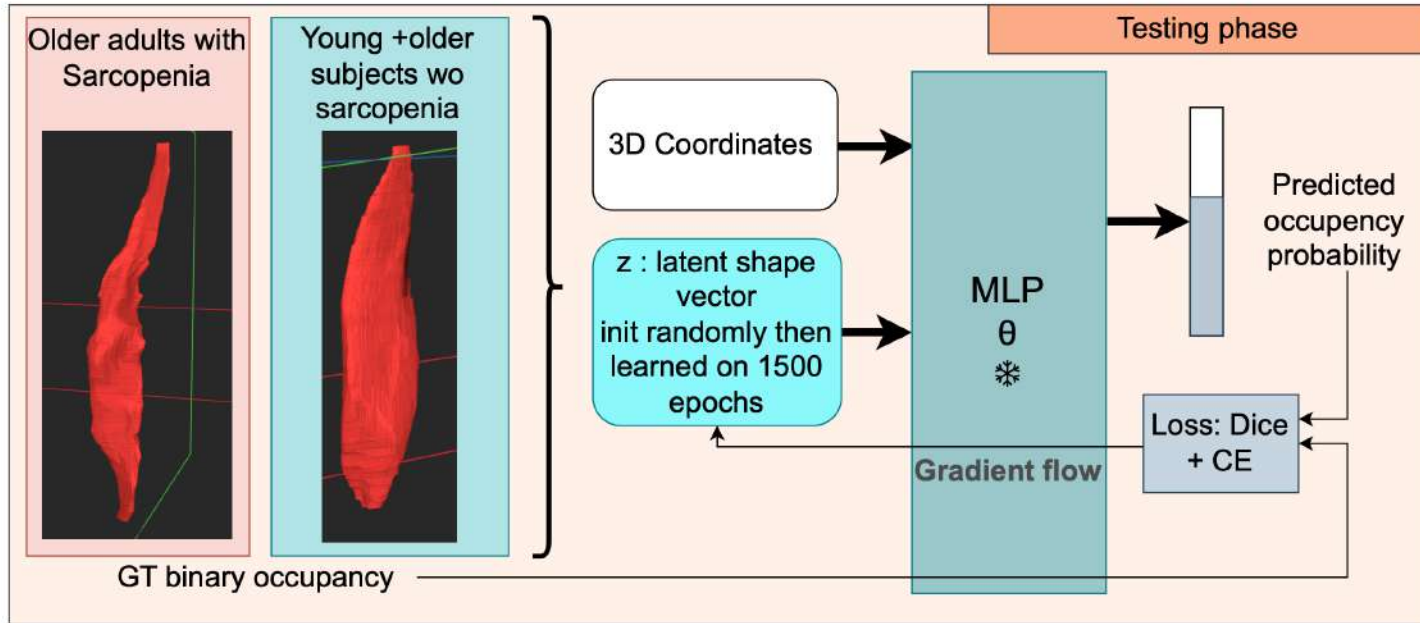 Older adults with
Sarcopenia
Young +older
subjects wo
sarcopenia
Testing phase
3D Coordinates
z : latent shape
vector
init randomly then
learned on 1500
epochs
MLP
θ
Predicted
occupency
probability
Loss: Dice
+ CE
Gradient flow
GT binary occupancy